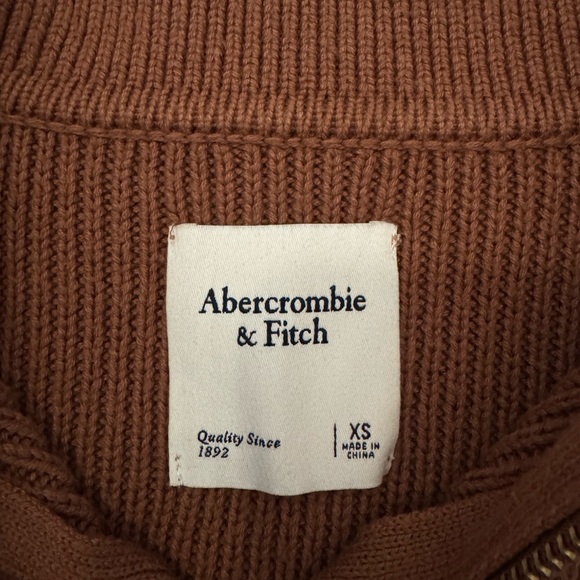 Abercrombie
& Fitch
Quality Since
1892
XS
MADE IN
CHINA